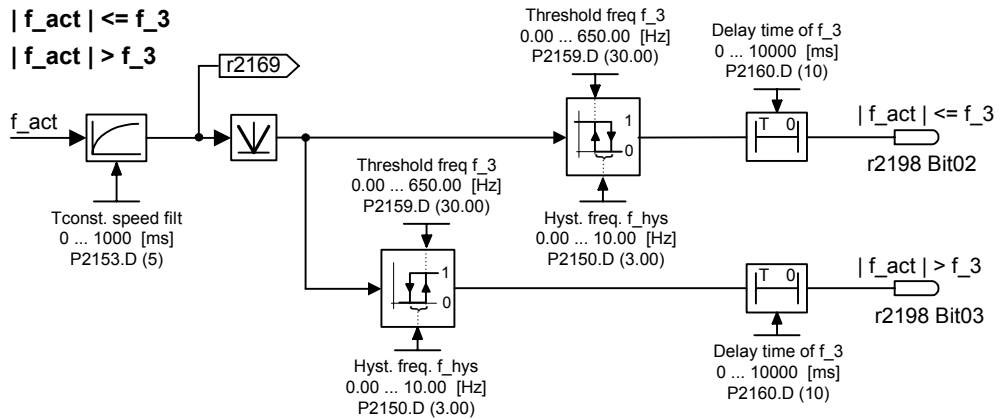 | f_act | <= f_3
| f_act | > f_3
r2169
f_act
Tconst. speed filt
0 ... 1000 [ms]
P2153.D (5)
Threshold freq f_3
0.00 ... 650.00 [Hz]
P2159.D (30.00)
1
0
Hyst. freq. f_hys
0.00 ... 10.00 [Hz]
P2150.D (3.00)
Delay time of f_3
0 ... 10000 [ms]
P2160.D (10)
T 0
| f_act | <= f_3
r2198 Bit02
Threshold freq f_3
0.00 ... 650.00 [Hz]
P2159.D (30.00)
1
0
Hyst. freq. f_hys
0.00 ... 10.00 [Hz]
P2150.D (3.00)
T 0
Delay time of f_3
0 ... 10000 [ms]
P2160.D (10)
| f_act | > f_3
r2198 Bit03